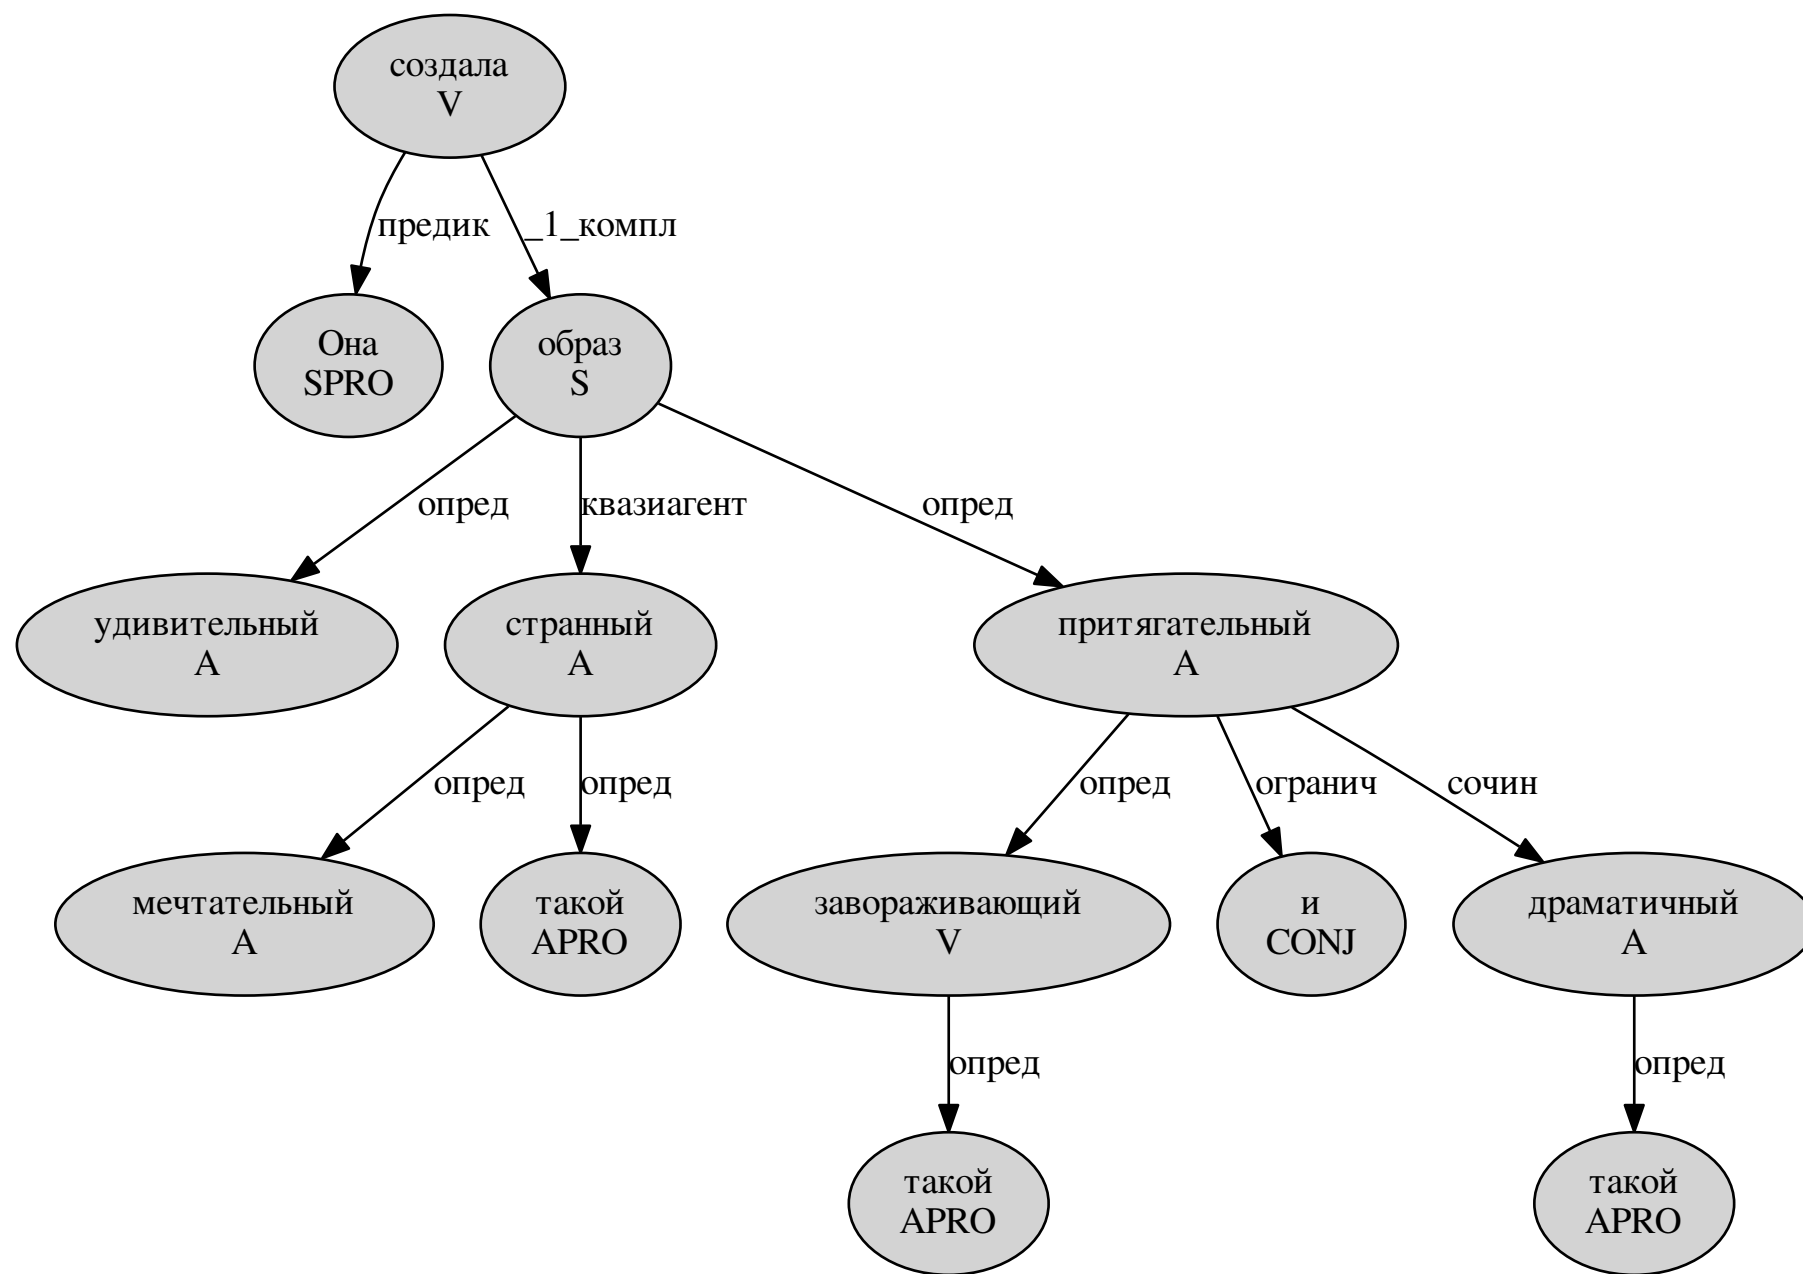 создала
V
предик
_1_компл
Она
SPRO
образ
S
опред
квазиагент
опред
удивительный
A
странный
A
притягательный
A
опред
опред
опред
огранич
сочин
мечтательный
A
такой
APRO
завораживающий
V
и
CONJ
драматичный
A
опред
опред
такой
APRO
такой
APRO